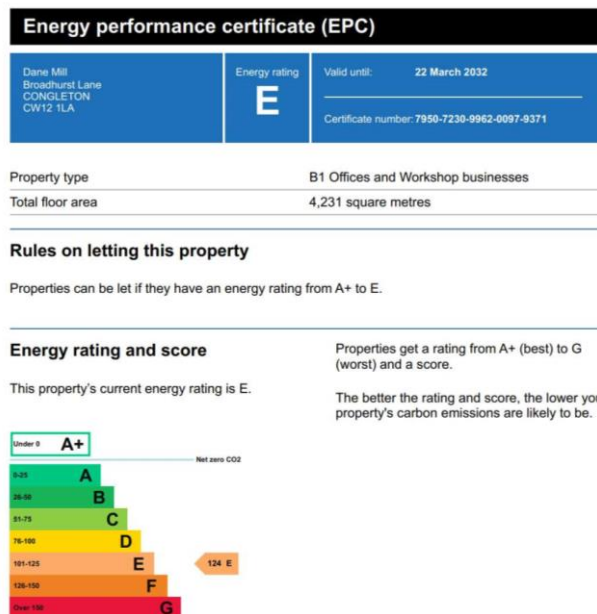 Energy performance certificate (EPC)
Dane Mill
Broadhurst Lane
CONGLETON
CW12 1LA
Energy rating
E
Valid until: 22 March 2032
Certificate number: 7950-7230-9962-0097-9371
Property type B1 Offices and Workshop businesses
Total floor area 4,231 square metres
Rules on letting this property
Properties can be let if they have an energy rating from A+ to E.
Energy rating and score
This property's current energy rating is E.
Properties get a rating from A+ (best) to G
(worst) and a score.
The better the rating and score, the lower you
property's carbon emissions are likely to be.
Under 0 A+
Net zero CO2
0-25 A
26-50 B
51-75 C
76-100 D
101-125 E
124 E
126-150 F
Over 150 G